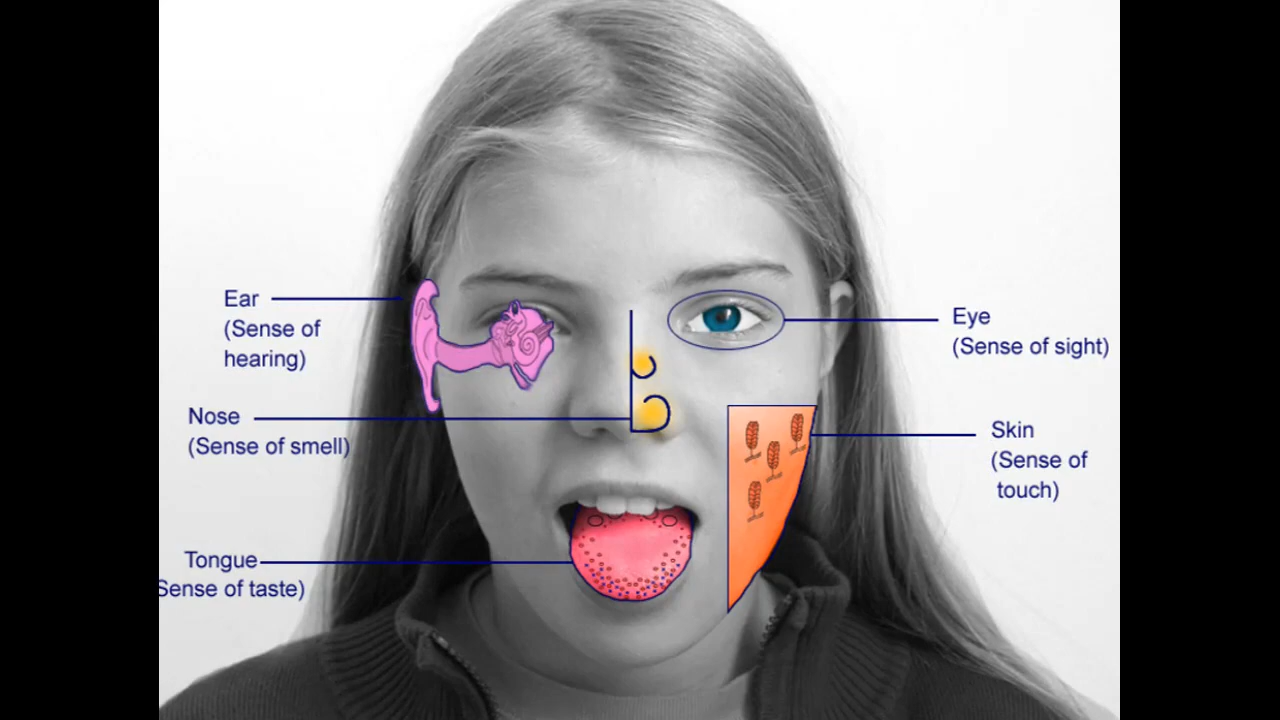 Ear
(Sense of
hearing)
Nose
(Sense of smell)
Tongue
Sense of taste)
Eye
(Sense of sight)
Skin
(Sense of
touch)